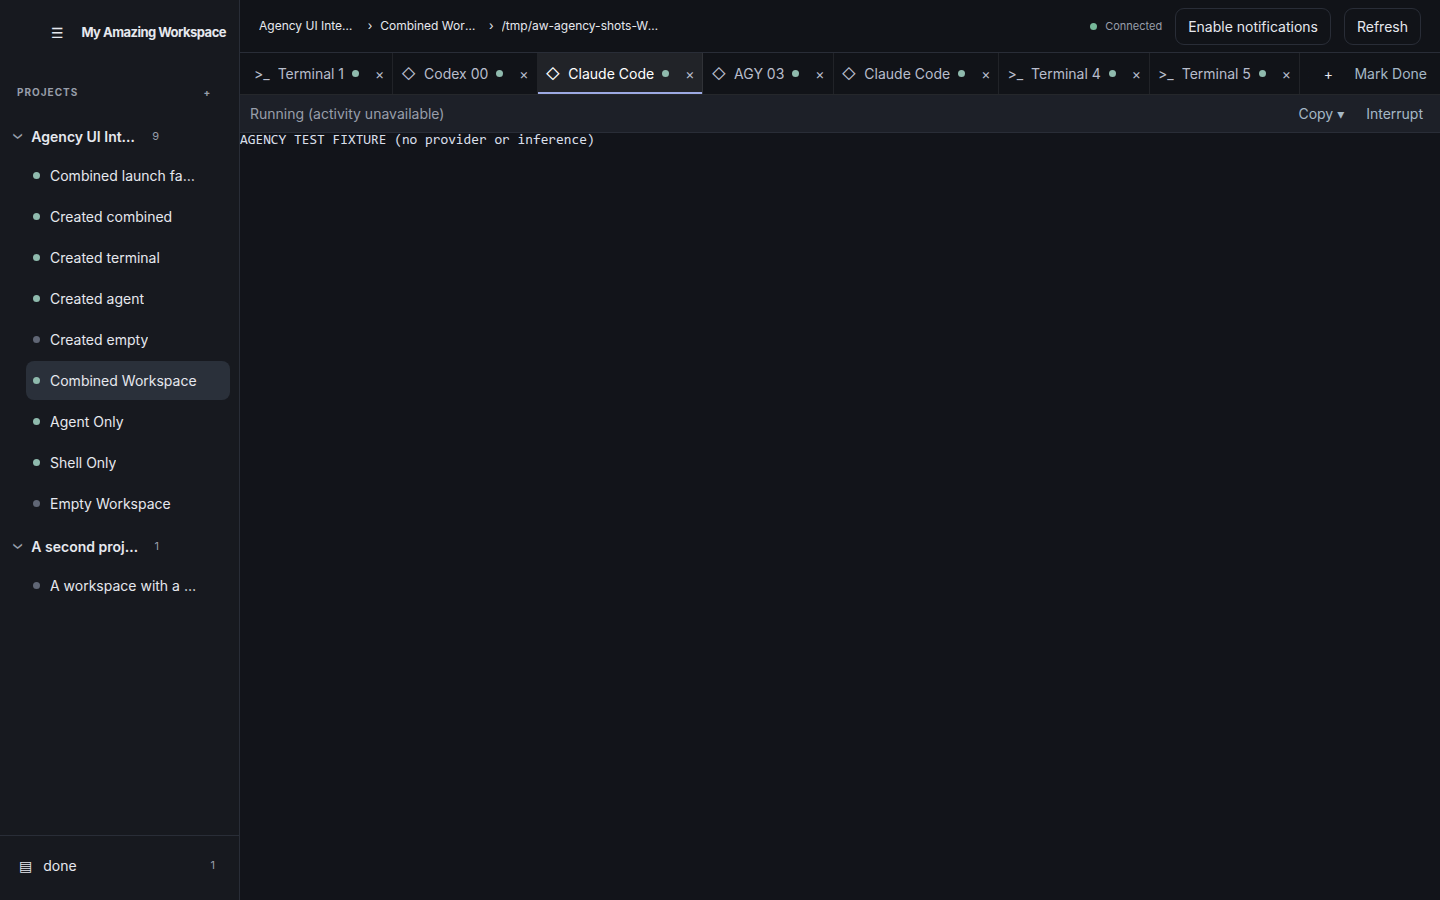 ☰ My Amazing Workspace
PROJECTS +
Agency UI Int... 9
Combined launch fa...
Created combined
Created terminal
Created agent
Created empty
Combined Workspace
Agent Only
Shell Only
Empty Workspace
A second proj... 1
A workspace with a ...
done 1
Agency UI Inte... › Combined Wor... › /tmp/aw-agency-shots-W...
Connected Enable notifications Refresh
>_ Terminal 1 × ◇ Codex 00 × ◇ Claude Code × ◇ AGY 03 × ◇ Claude Code × >_ Terminal 4 × >_ Terminal 5 × + Mark Done
Running (activity unavailable) Copy ▾ Interrupt
AGENCY TEST FIXTURE (no provider or inference)